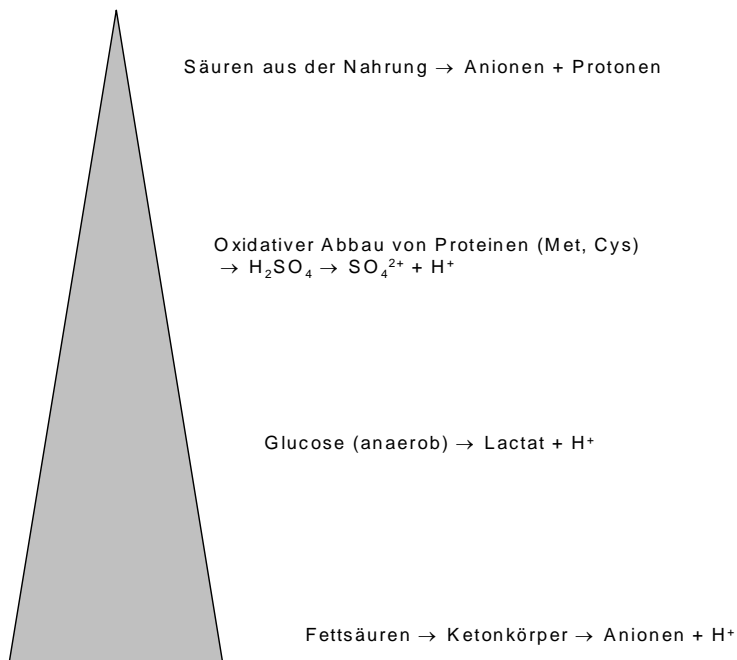 Säuren aus der Nahrung → Anionen + Protonen
Oxidativer Abbau von Proteinen (Met, Cys)
→ H₂SO₄ → SO₄²⁺ + H⁺
Glucose (anaerob) → Lactat + H⁺
Fettsäuren → Ketonkörper → Anionen + H⁺